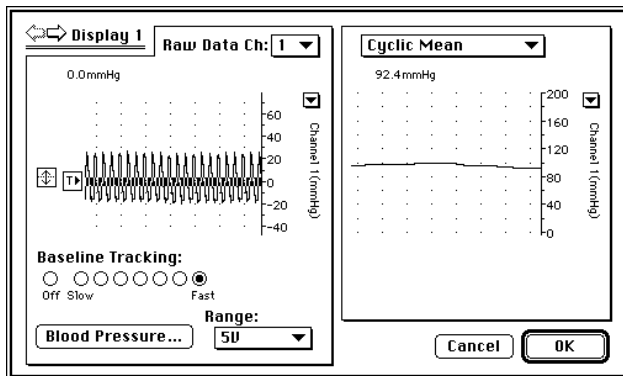 Display 1
Raw Data Ch: 1
0.0mmHg
60
40
20
0
-20
-40
Channel 1 (mmHg)
T
Baseline Tracking:
Off Slow Fast
Blood Pressure...
Range:
5V
Cyclic Mean
92.4mmHg
200
160
120
80
40
0
Channel 1 (mmHg)
Cancel
OK